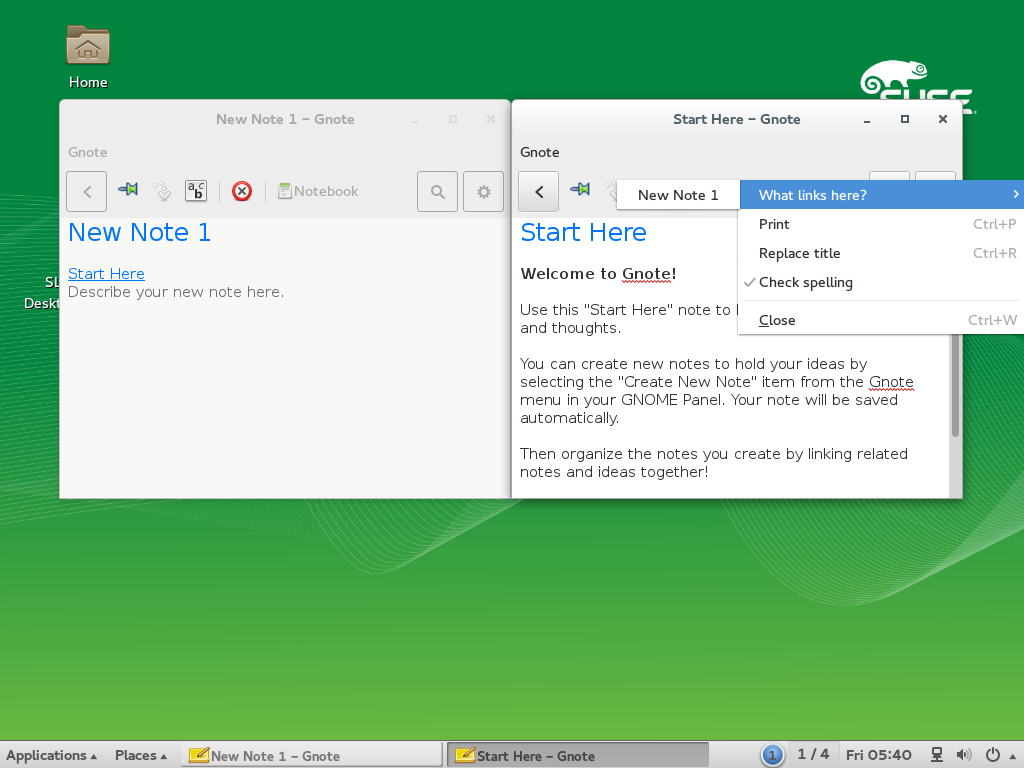 Home
SUSE
New Note 1 – Gnote
Gnote
Notebook
New Note 1
Start Here
Describe your new note here.
SL
Deskt
Start Here – Gnote
Gnote
New Note 1
What links here?
Print Ctrl+P
Replace title Ctrl+R
Check spelling
Close Ctrl+W
Start Here
Welcome to Gnote!
Use this "Start Here" note to
and thoughts.
You can create new notes to hold your ideas by
selecting the "Create New Note" item from the Gnote
menu in your GNOME Panel. Your note will be saved
automatically.
Then organize the notes you create by linking related
notes and ideas together!
Applications Places New Note 1 – Gnote Start Here – Gnote 1 1 / 4 Fri 05:40